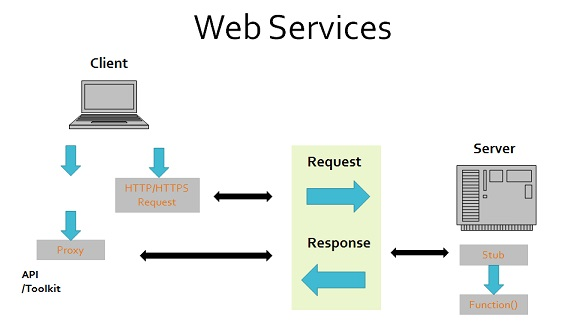 Web Services
Client
Server
Request
HTTP/HTTPS
Request
Response
Proxy
Stub
API
/Toolkit
Function()